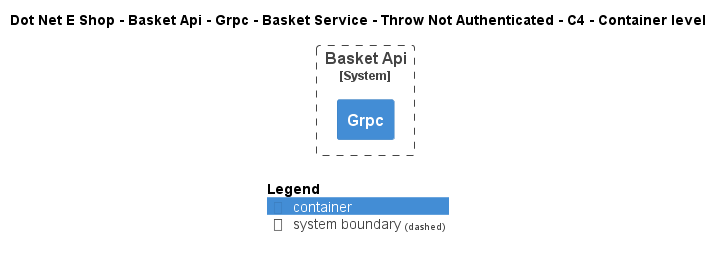 Dot Net E Shop - Basket Api - Grpc - Basket Service - Throw Not Authenticated - C4 - Container level
Basket Api
[System]
Grpc
Legend
container
system boundary (dashed)